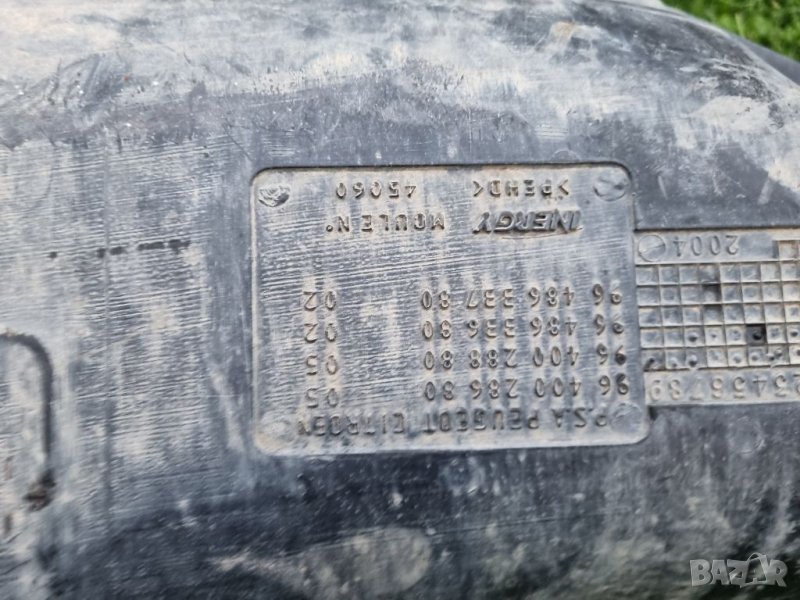 P.S.A PEUGEOT CITROEN
96 400 286 80 05
96 400 288 80 05
96 486 336 80 02
96 486 337 80 02
INERGY MOULE N°
>PEHD< 45060
23456789
2004
BAZAR